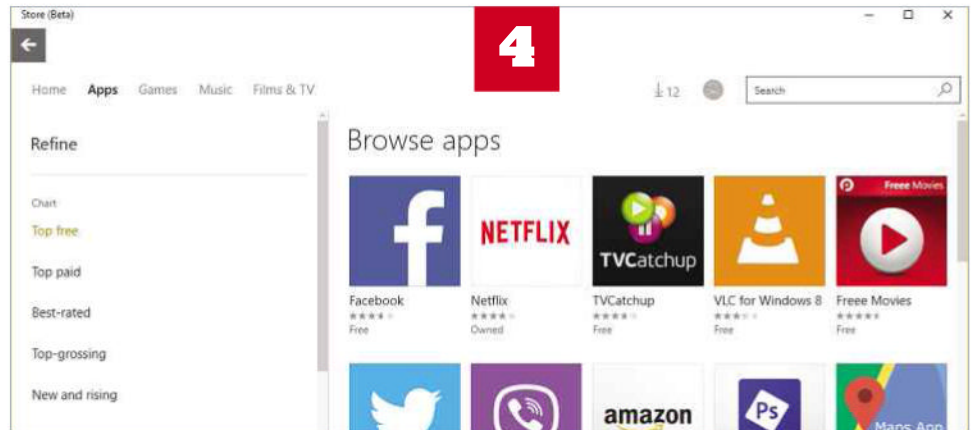 Store (Beta)
4
Home Apps Games Music Films & TV
12
Search
Refine
Chart
Top free
Top paid
Best-rated
Top-grossing
New and rising
Browse apps
f
NETFLIX
TVCatchup
Freee Movies
Facebook
Free
Netflix
Owned
TVCatchup
Free
VLC for Windows 8
Free
Freee Movies
Free
amazon
Ps
Maps App